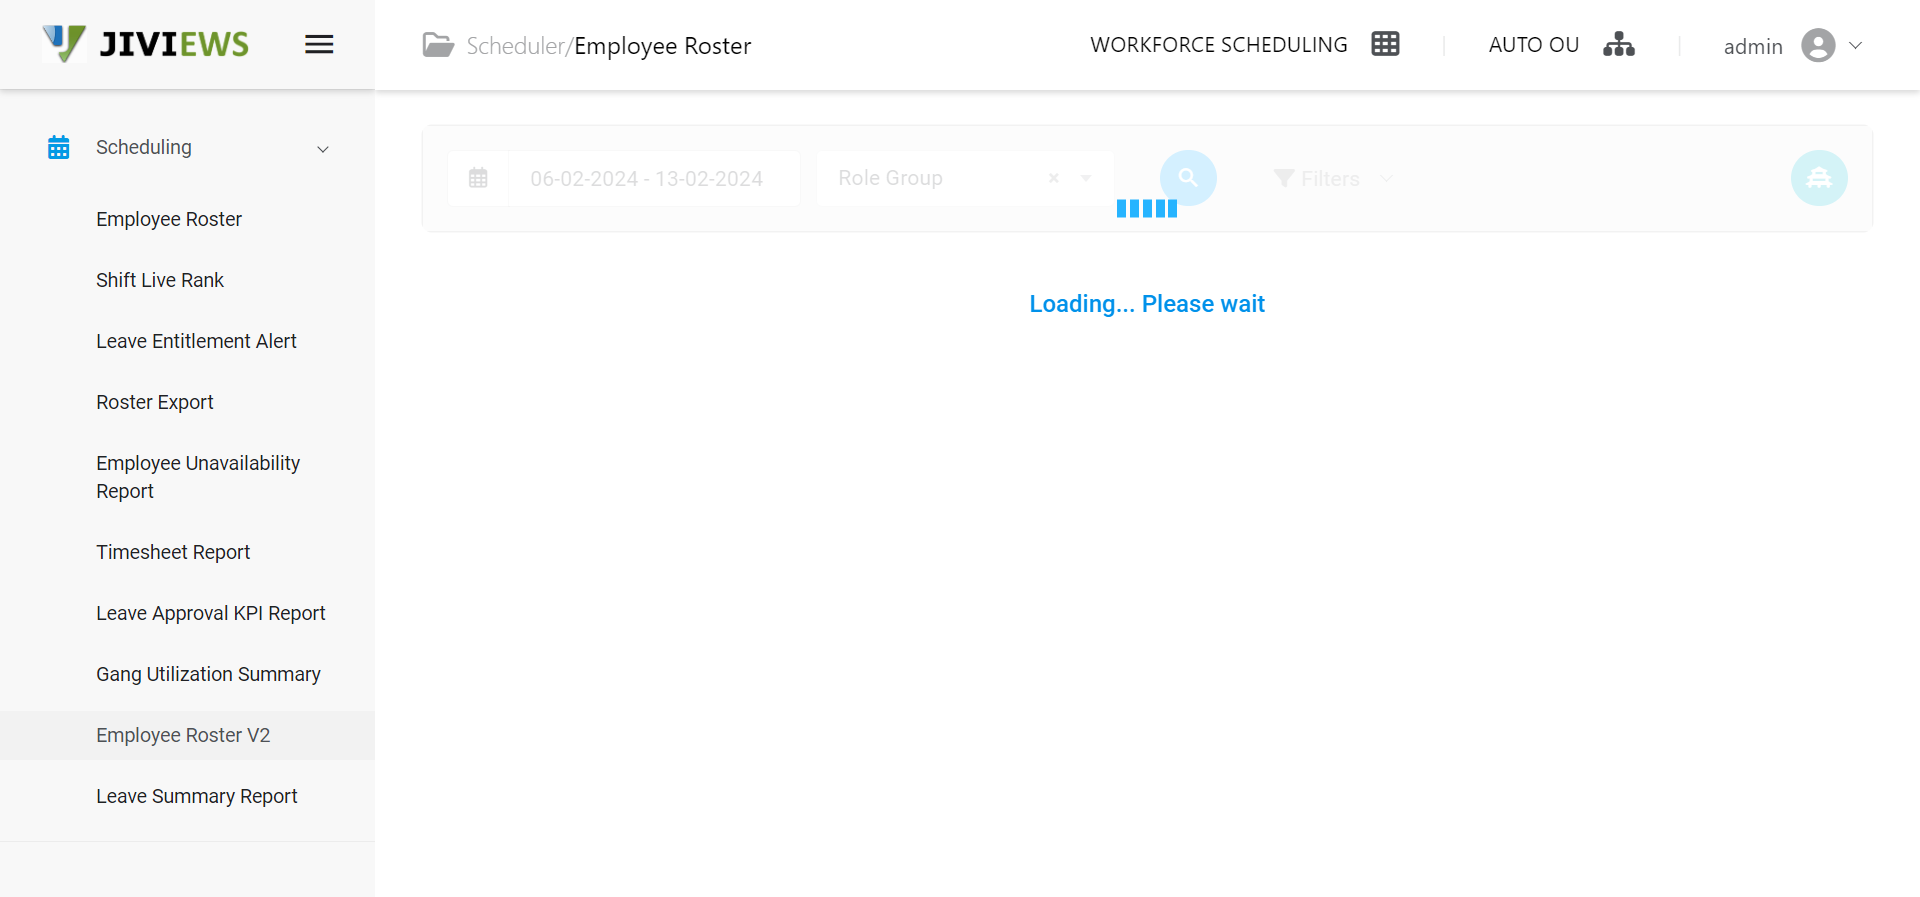 JIVIEWS
Scheduler/Employee Roster
WORKFORCE SCHEDULING
AUTO OU
admin
Scheduling
Employee Roster
Shift Live Rank
Leave Entitlement Alert
Roster Export
Employee Unavailability
Report
Timesheet Report
Leave Approval KPI Report
Gang Utilization Summary
Employee Roster V2
Leave Summary Report
06-02-2024 - 13-02-2024
Role Group
×
Filters
Loading... Please wait